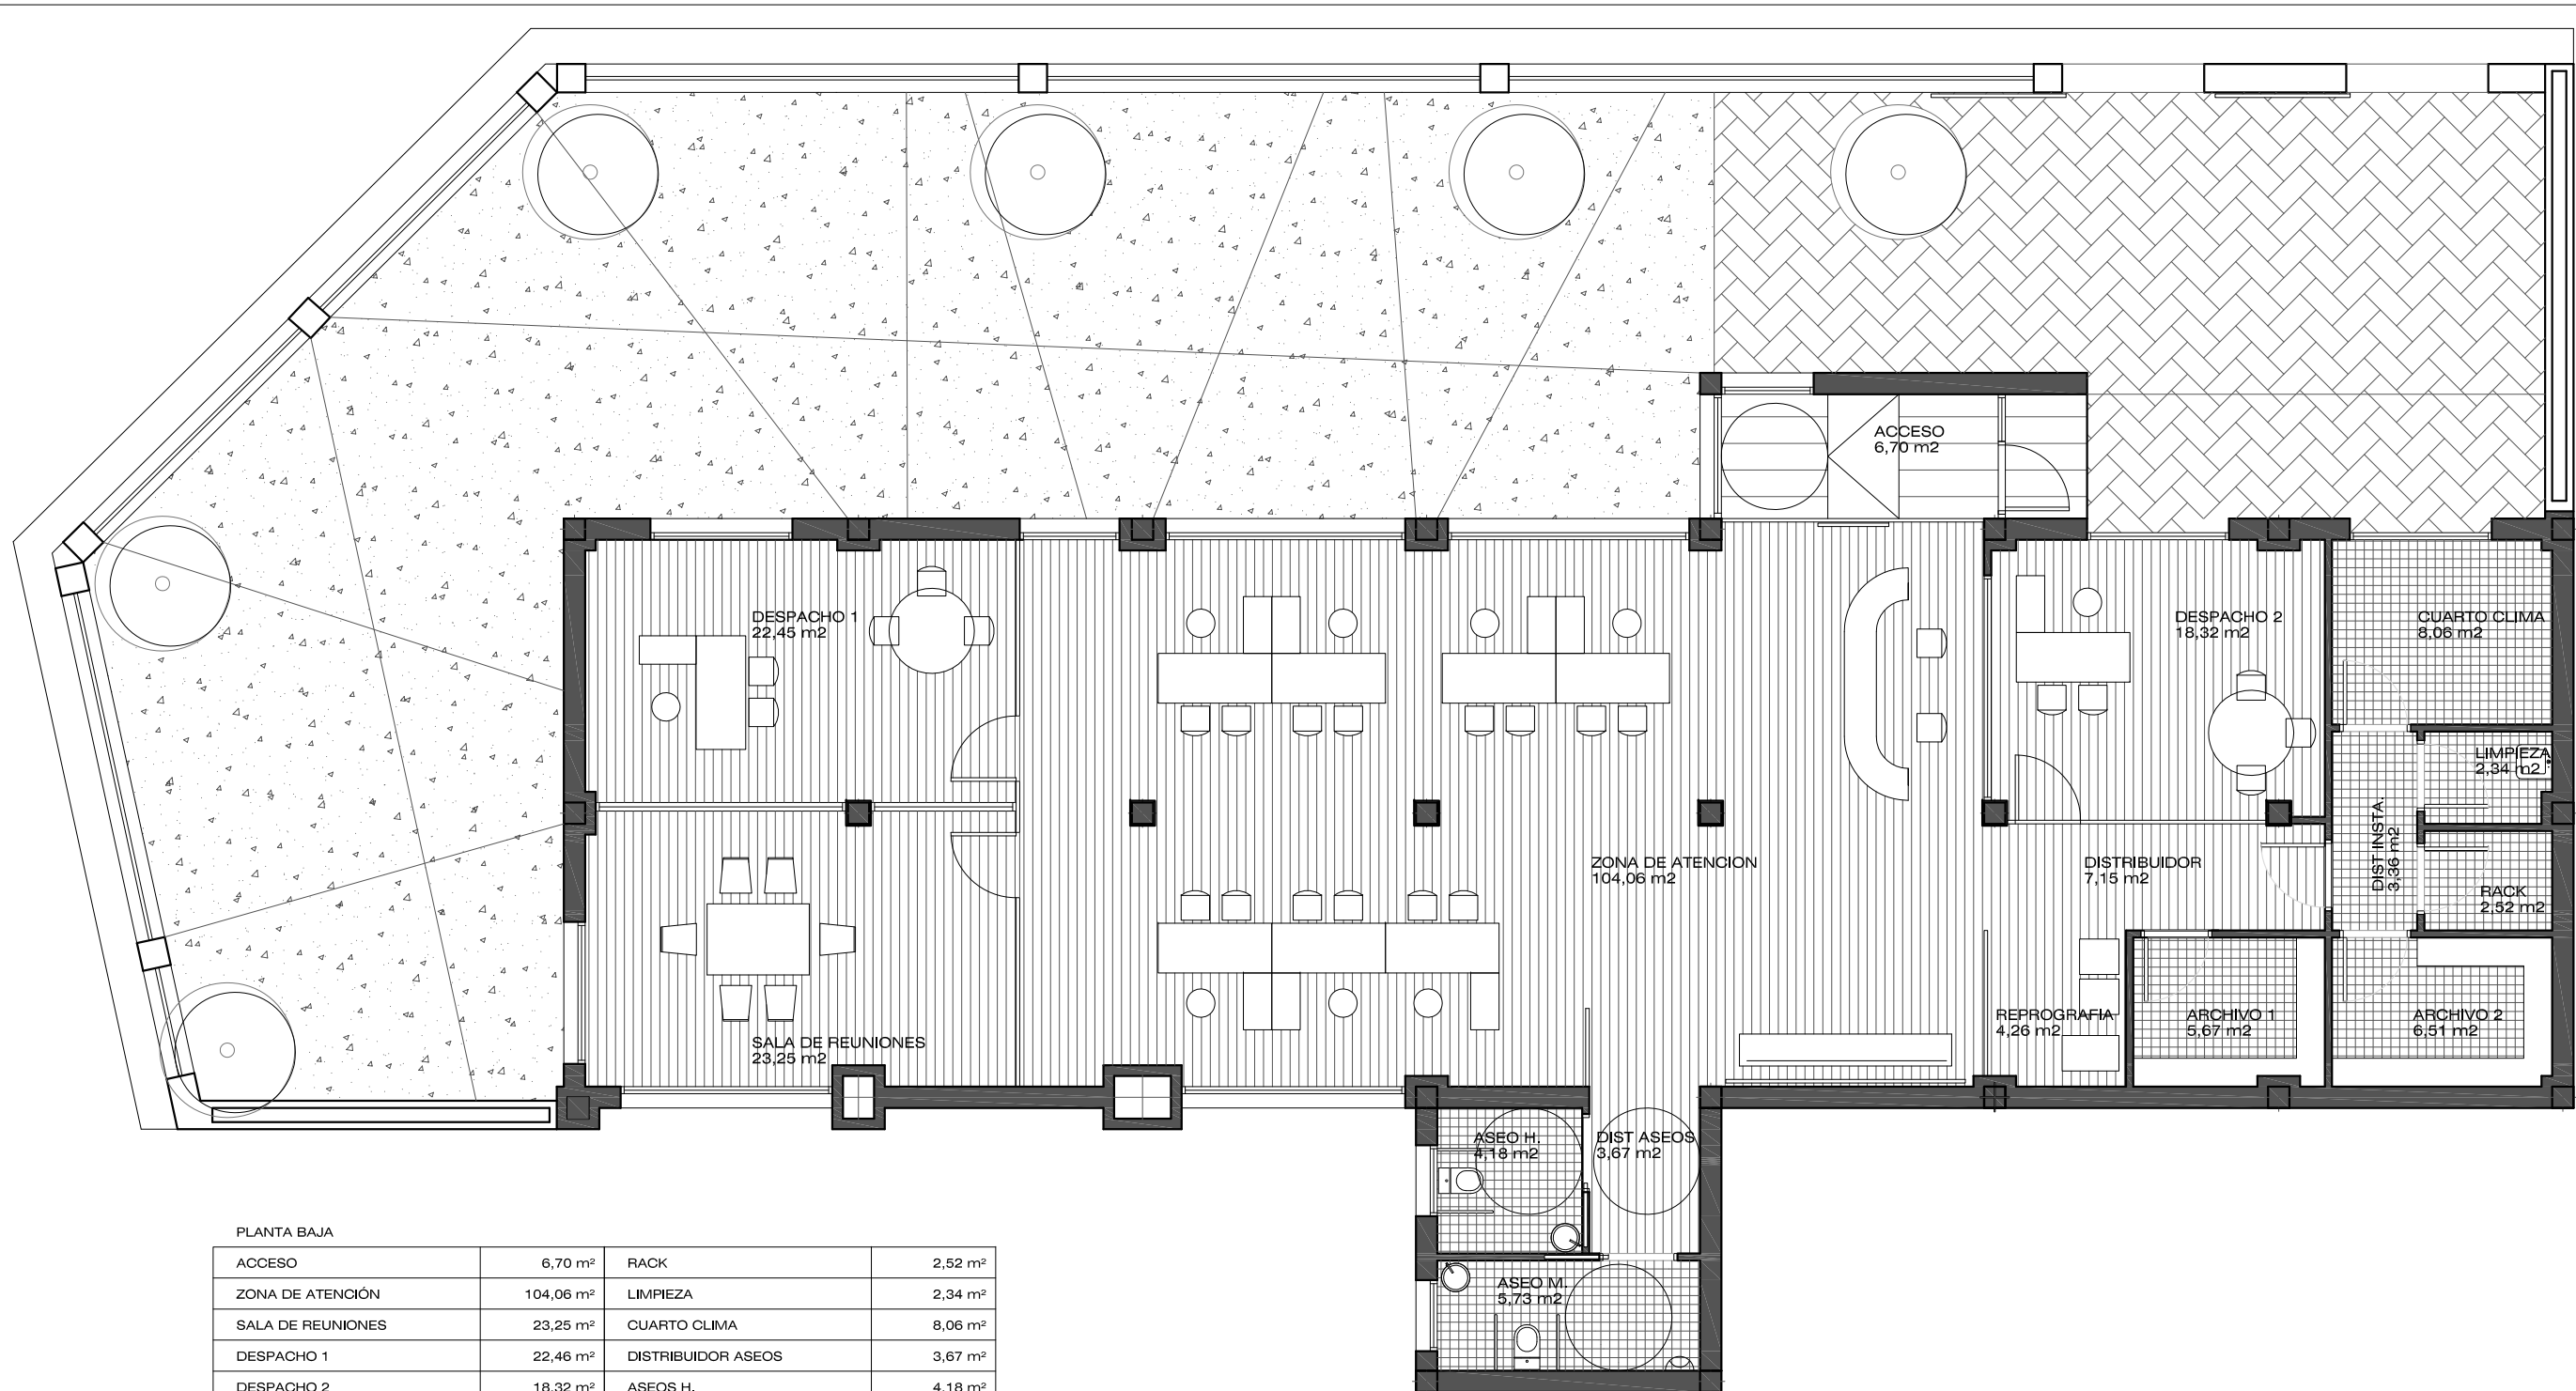 ACCESO
6,70 m2
DESPACHO 1
22,45 m2
DESPACHO 2
18,32 m2
CUARTO CLIMA
8,06 m2
LIMPIEZA
2,34 m2
DIST INSTA.
3,36 m2
ZONA DE ATENCION
104,06 m2
DISTRIBUIDOR
7,15 m2
RACK
2,52 m2
SALA DE REUNIONES
23,25 m2
REPROGRAFIA
4,26 m2
ARCHIVO 1
5,67 m2
ARCHIVO 2
6,51 m2
ASEO H.
4,18 m2
DIST ASEOS
3,67 m2
ASEO M.
5,73 m2
PLANTA BAJA
ACCESO 6,70 m² RACK 2,52 m²
ZONA DE ATENCIÓN 104,06 m² LIMPIEZA 2,34 m²
SALA DE REUNIONES 23,25 m² CUARTO CLIMA 8,06 m²
DESPACHO 1 22,46 m² DISTRIBUIDOR ASEOS 3,67 m²
DESPACHO 2 18,32 m² ASEOS H. 4,18 m²